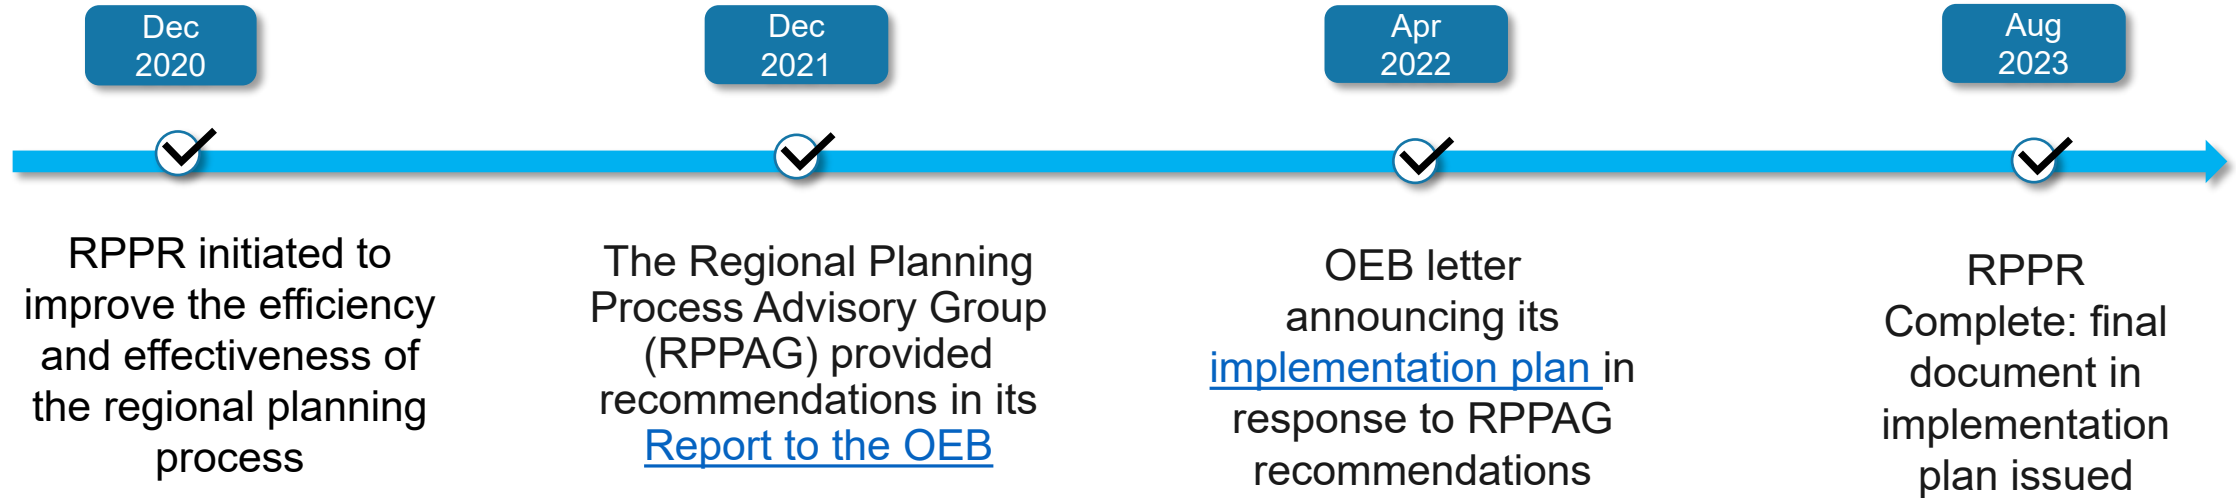 Dec
2020
Dec
2021
Apr
2022
Aug
2023
RPPR initiated to
improve the efficiency
and effectiveness of
the regional planning
process
The Regional Planning
Process Advisory Group
(RPPAG) provided
recommendations in its
Report to the OEB
OEB letter
announcing its
implementation plan in
response to RPPAG
recommendations
RPPR
Complete: final
document in
implementation
plan issued